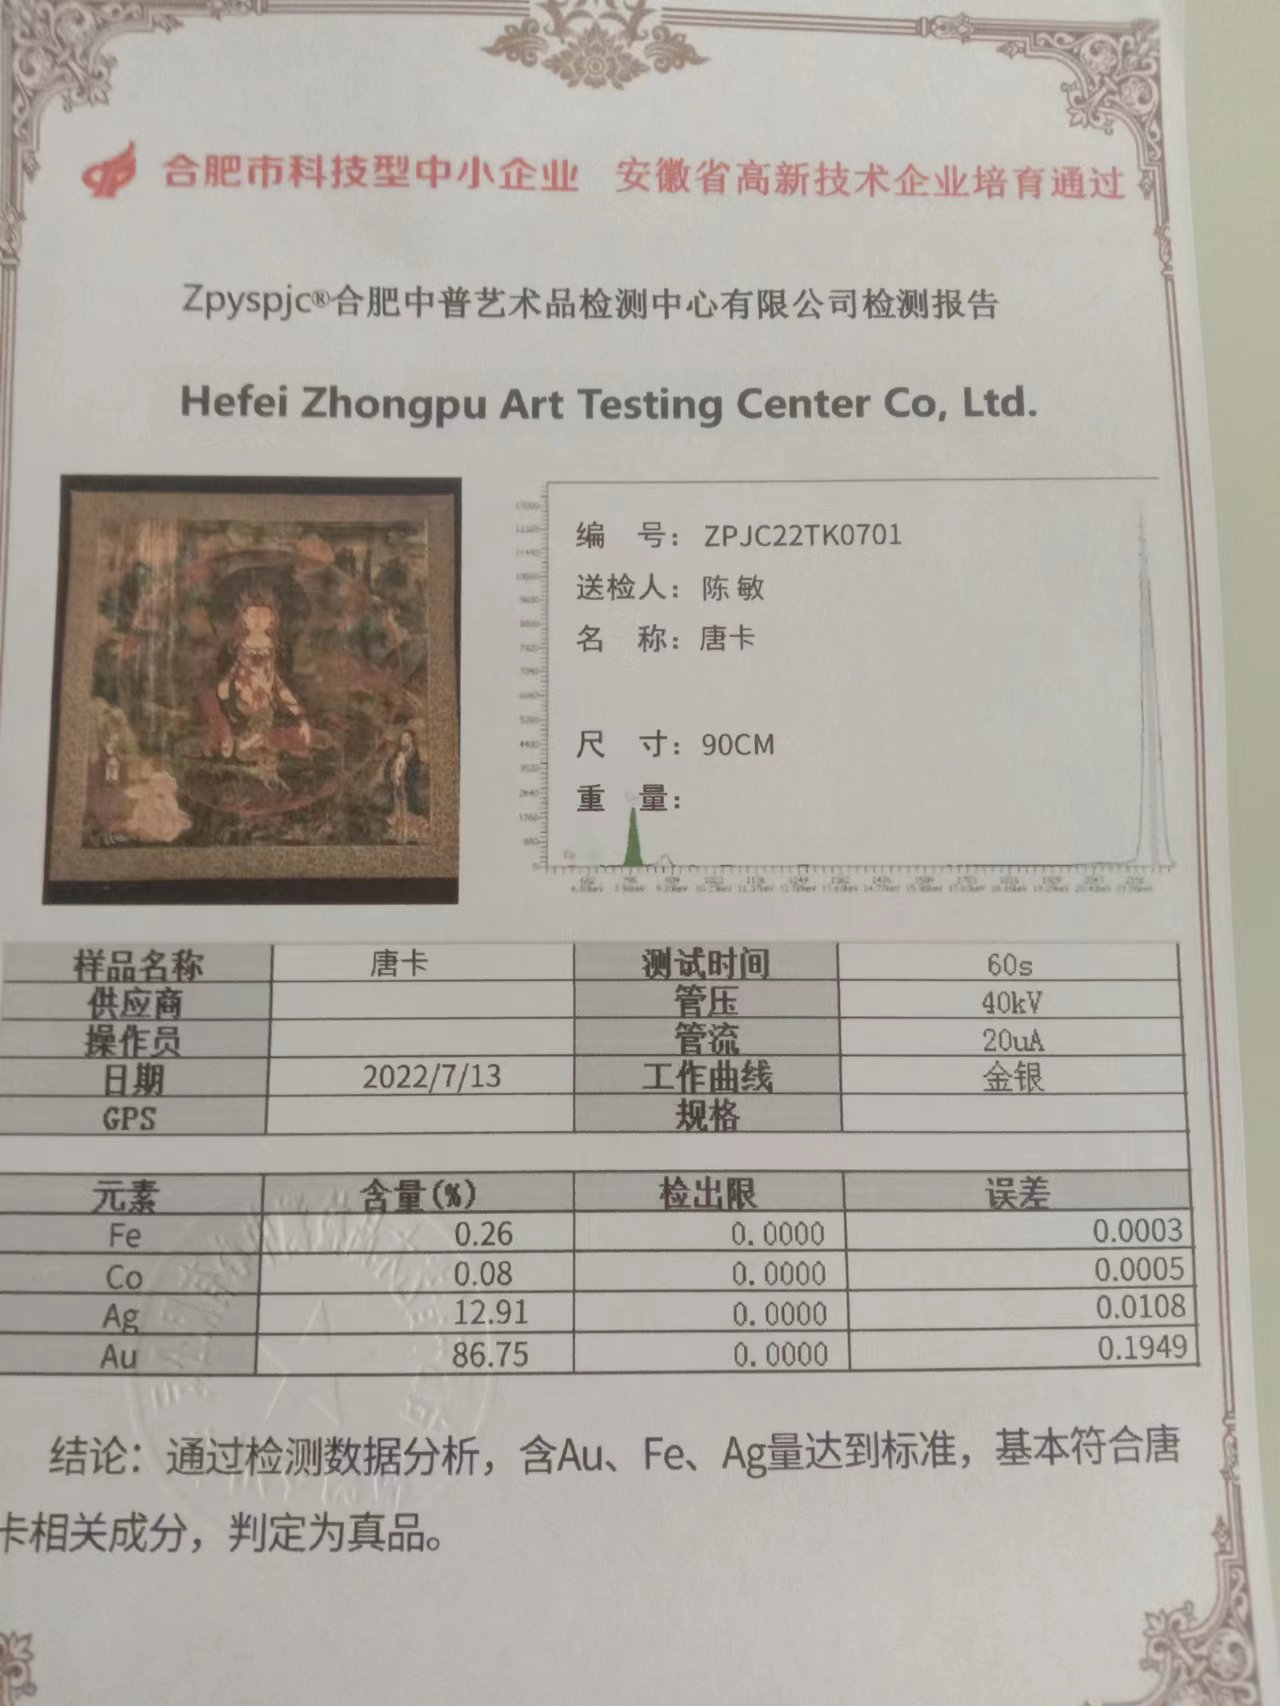 合肥市科技型中小企业 安徽省高新技术企业培育通过
Zpyspjc®合肥中普艺术品检测中心有限公司检测报告
Hefei Zhongpu Art Testing Center Co, Ltd.
编 号：ZPJC22TK0701
送检人：陈 敏
名 称：唐卡
尺 寸：90CM
重 量：
Fe
样品名称 唐卡 测试时间 60s
供应商 管压 40kV
操作员 管流 20uA
日期 2022/7/13 工作曲线 金银
GPS 规格
元素 含量(%) 检出限 误差
Fe 0.26 0.0000 0.0003
Co 0.08 0.0000 0.0005
Ag 12.91 0.0000 0.0108
Au 86.75 0.0000 0.1949
结论：通过检测数据分析，含Au、Fe、Ag量达到标准，基本符合唐
卡相关成分，判定为真品。